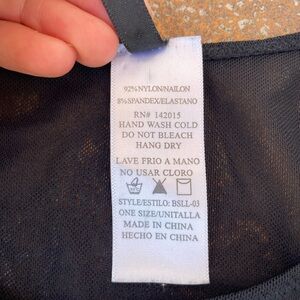 92%NYLON/NAILON
8%SPANDEX/ELASTANO
RN# 142015
HAND WASH COLD
DO NOT BLEACH
HANG DRY
LAVE FRIO A MANO
NO USAR CLORO
STYLE/ESTILO: BSLL-03
ONE SIZE/UNITALLA
MADE IN CHINA
HECHO EN CHINA